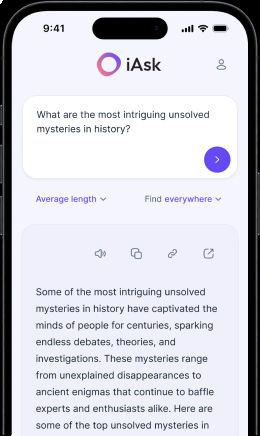 9:41
iAsk
What are the most intriguing unsolved
mysteries in history?
Average length
Find everywhere
Some of the most intriguing unsolved
mysteries in history have captivated the
minds of people for centuries, sparking
endless debates, theories, and
investigations. These mysteries range
from unexplained disappearances to
ancient enigmas that continue to baffle
experts and enthusiasts alike. Here are
some of the top unsolved mysteries in